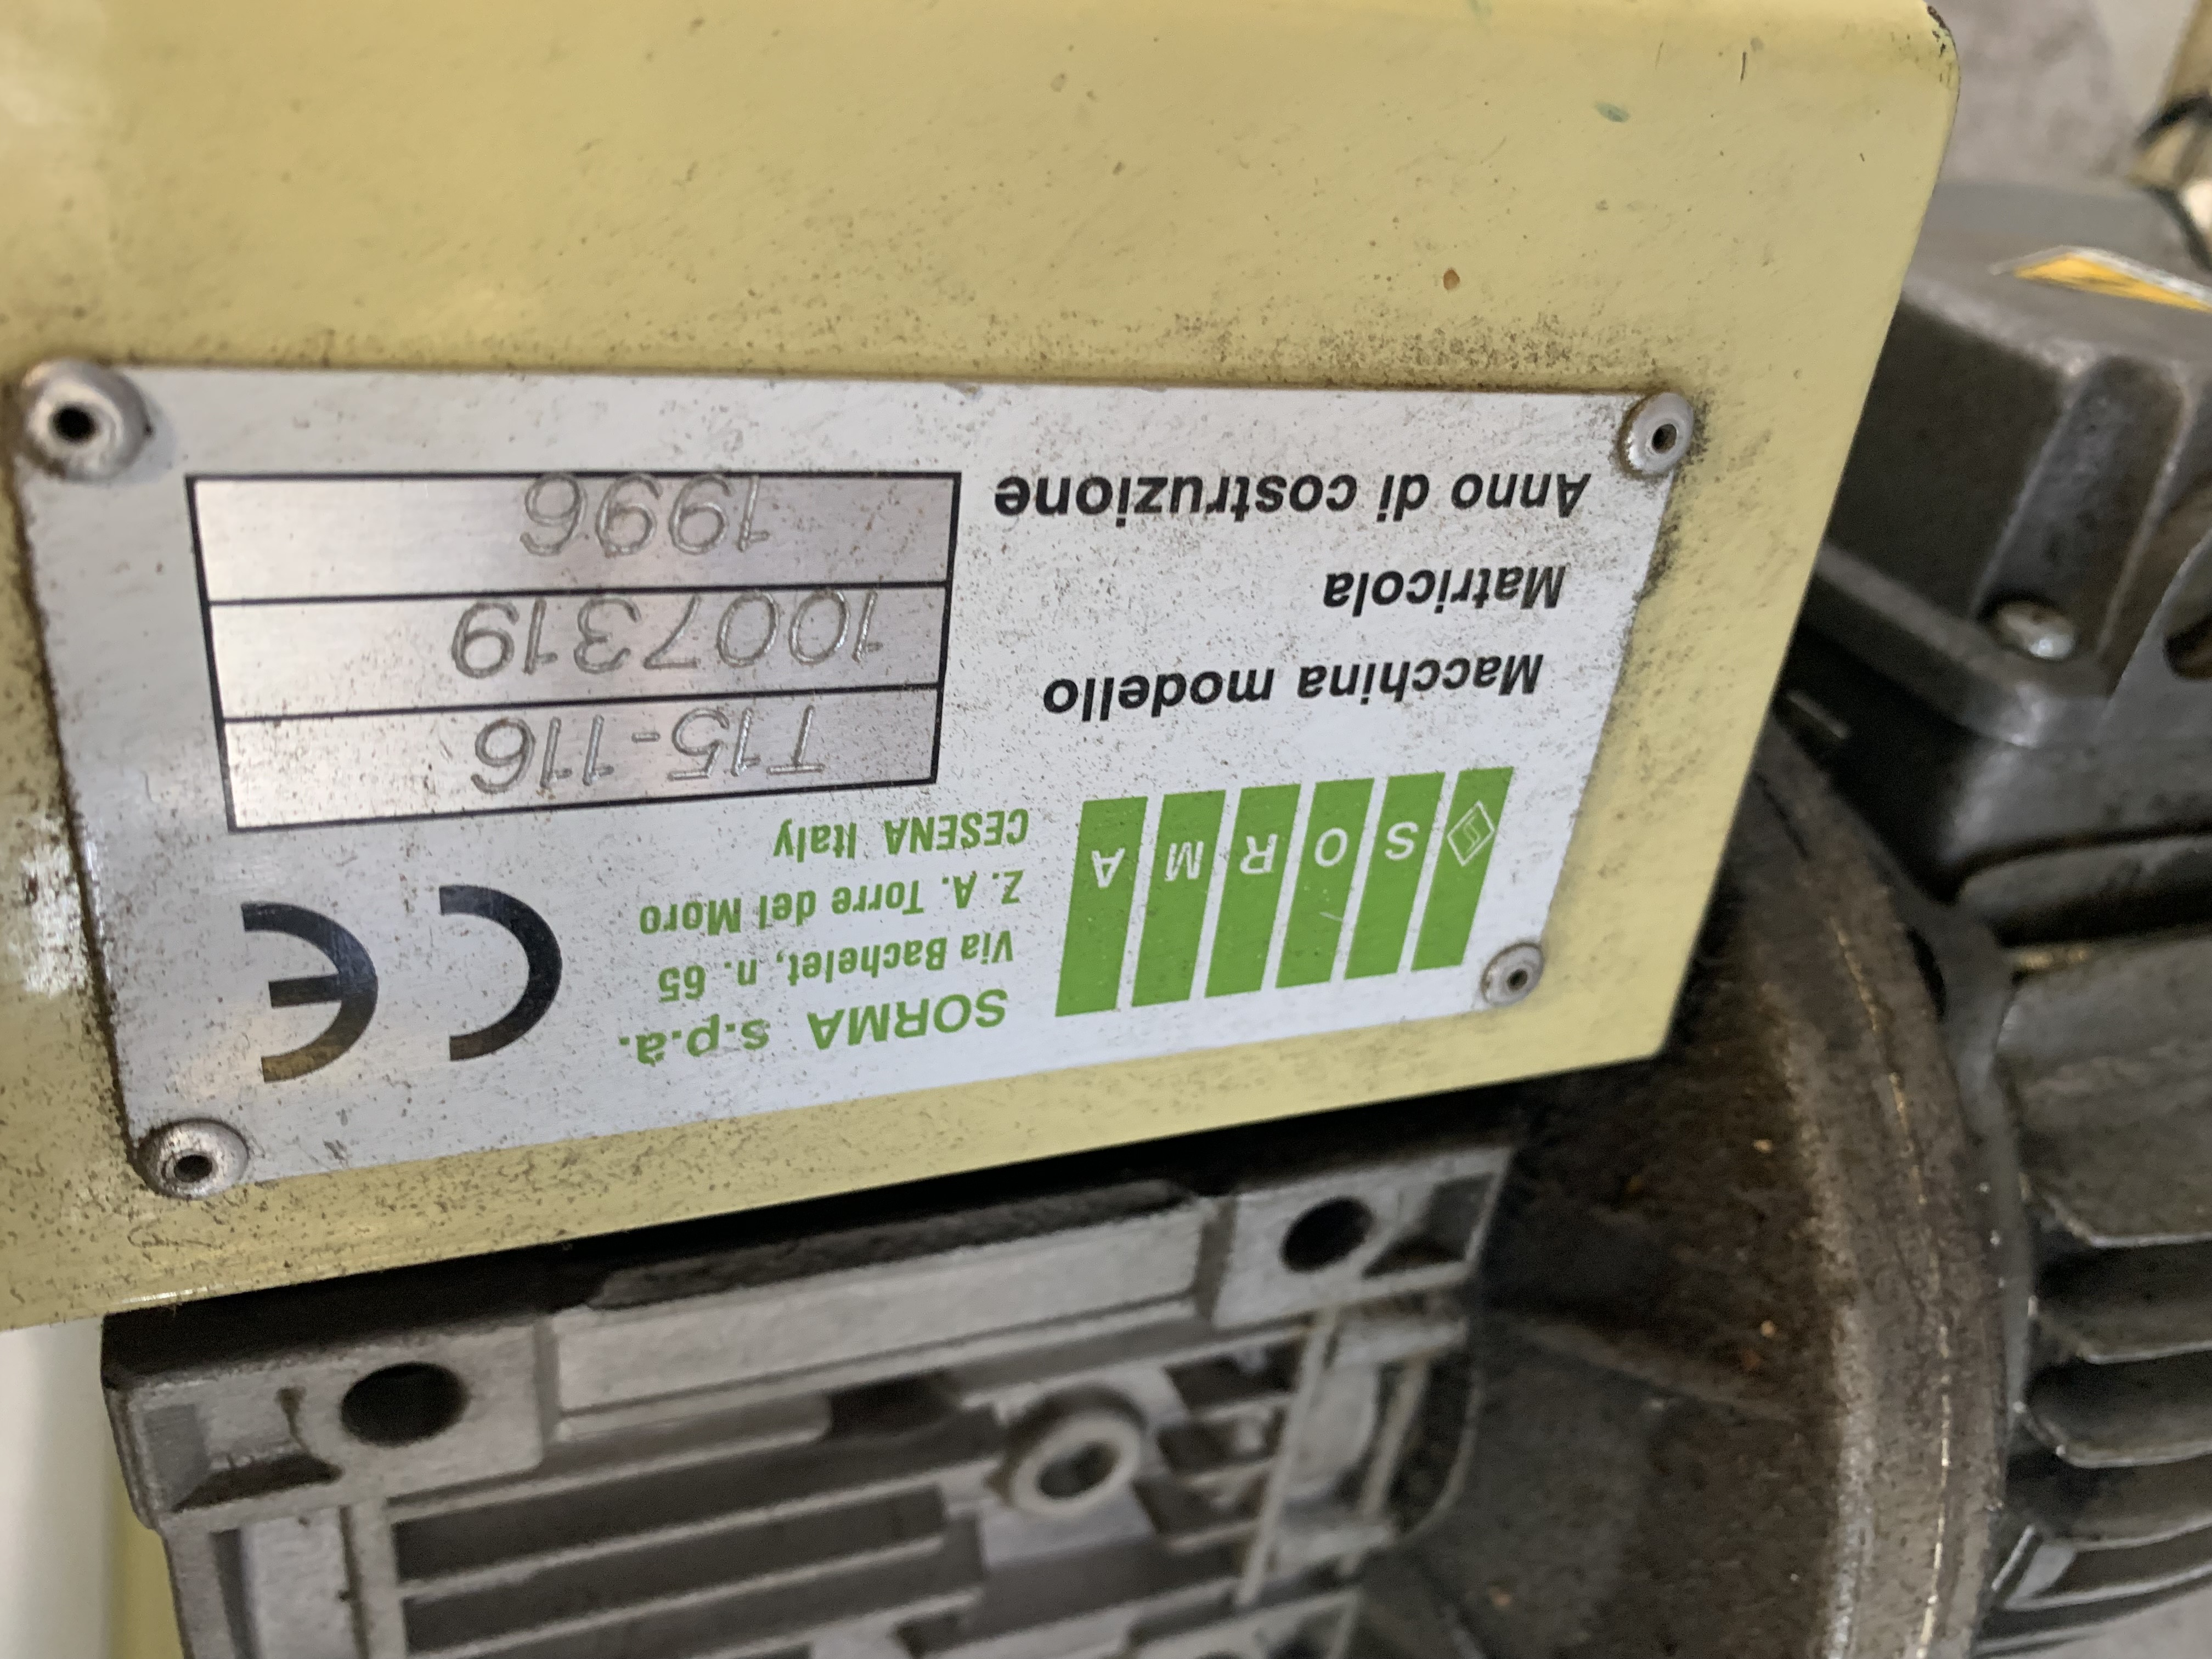 SORMA
SORMA s.p.a.
Via Bachelet, n. 65
Z. A. Torre del Moro
CESENA Italy
CE
Macchina modello T15-116
Matricola 1007319
Anno di costruzione 1996